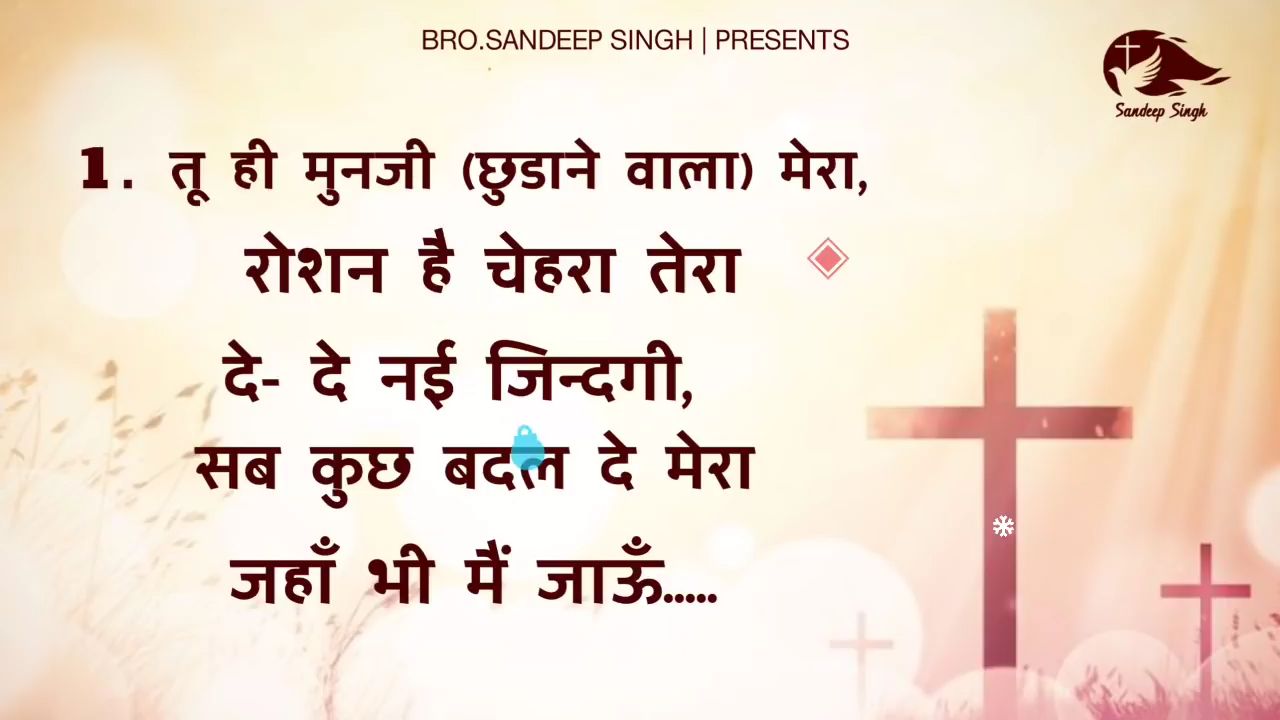 BRO.SANDEEP SINGH | PRESENTS
Sandeep Singh
1. तू ही मुनजी (छुडाने वाला) मेरा,
रोशन है चेहरा तेरा
दे- दे नई जिन्दगी,
सब कुछ बदल दे मेरा
जहाँ भी मैं जाऊँ.....